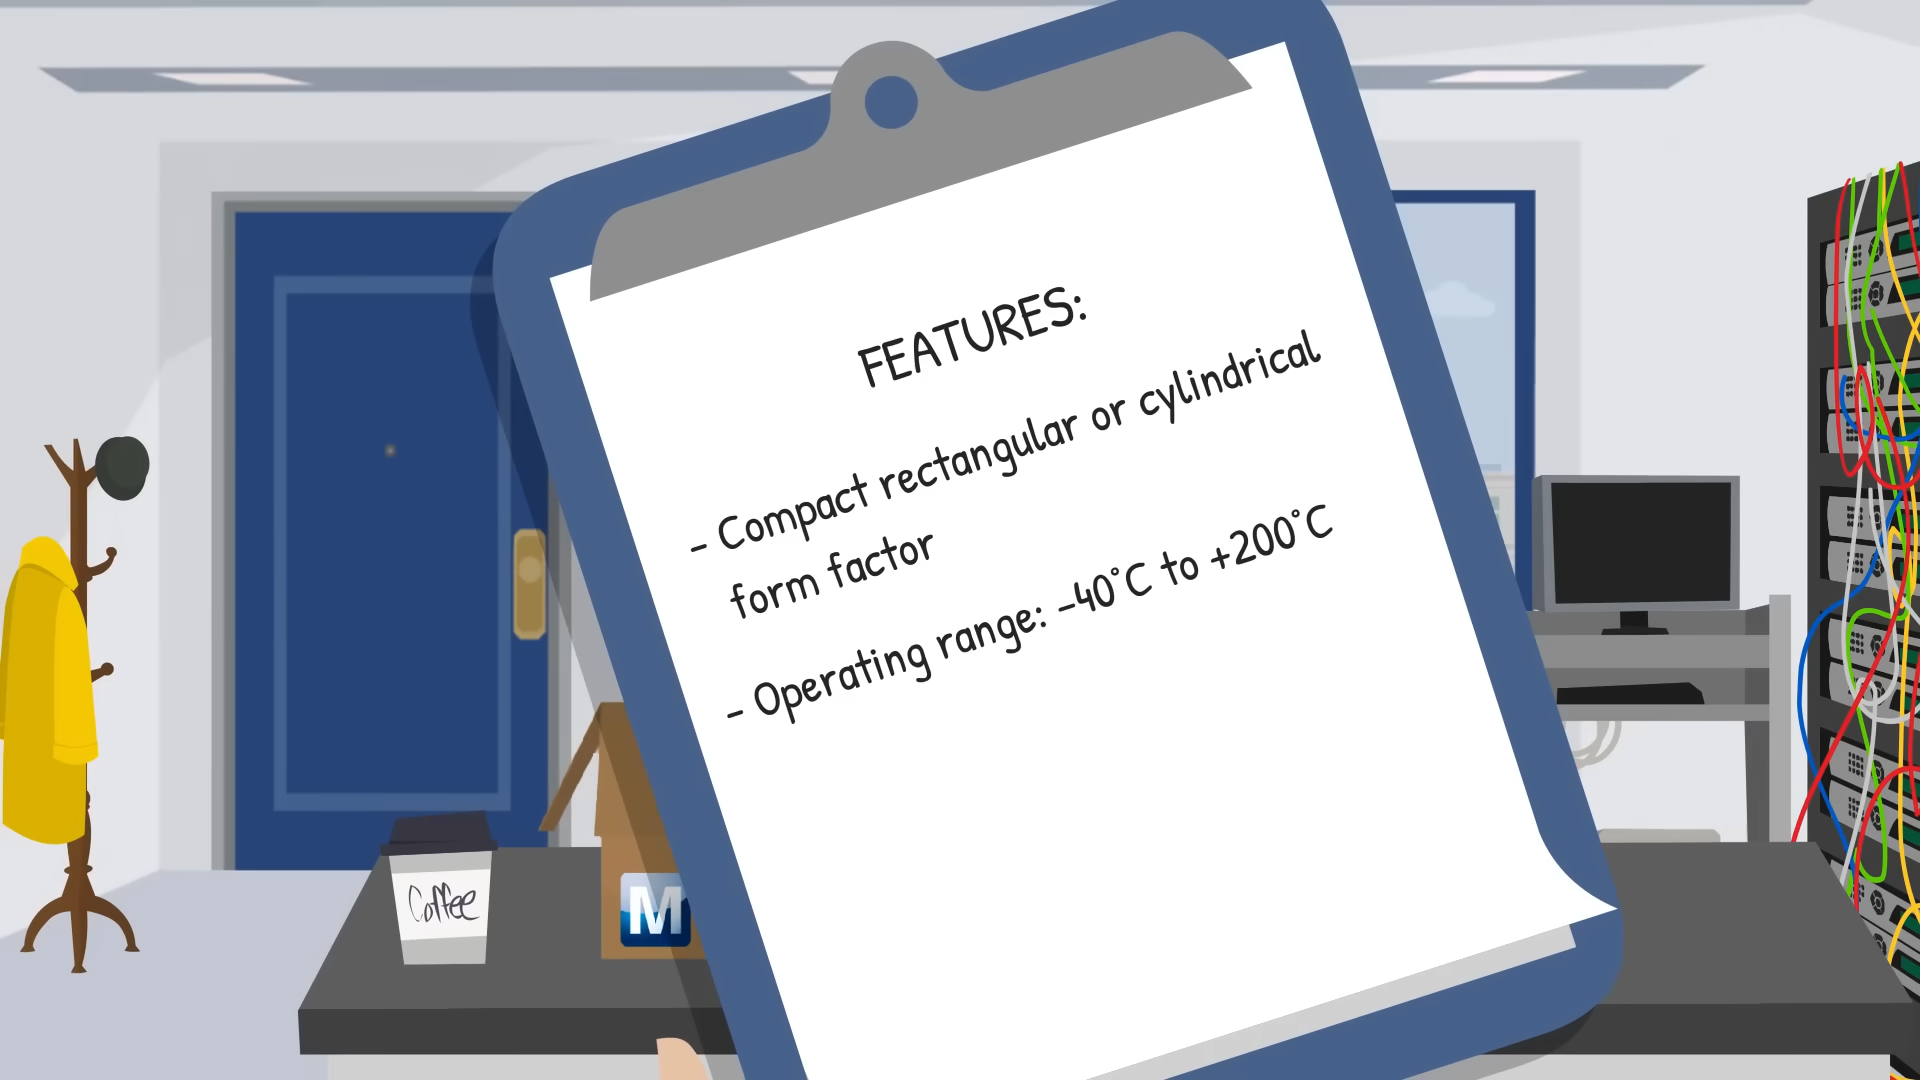 FEATURES:
- Compact rectangular or cylindrical
form factor
- Operating range: -40°C to +200°C
Coffee
M